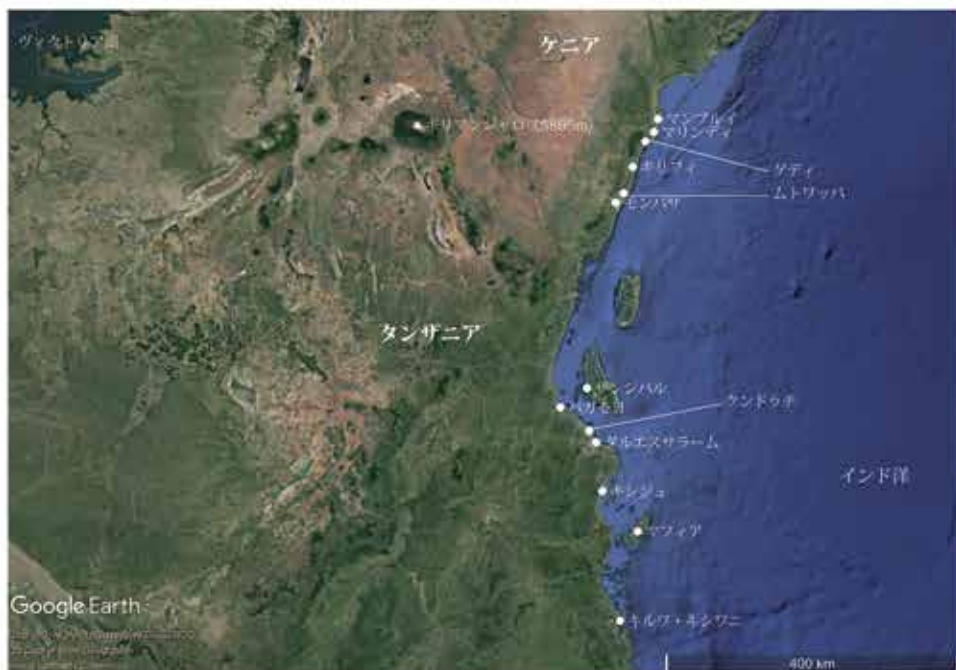 ケニア
ヴィクトリア湖
キリマンジャロ (5895m)
マンブルイ
マリンディ
ゲディ
キリフィ
ムトワッパ
モンバサ
タンザニア
ザンジバル
バガモヨ
クンドゥチ
ダルエスサラーム
インド洋
キシジュ
マフィア
キルワ・キシワニ
Google Earth
400 km